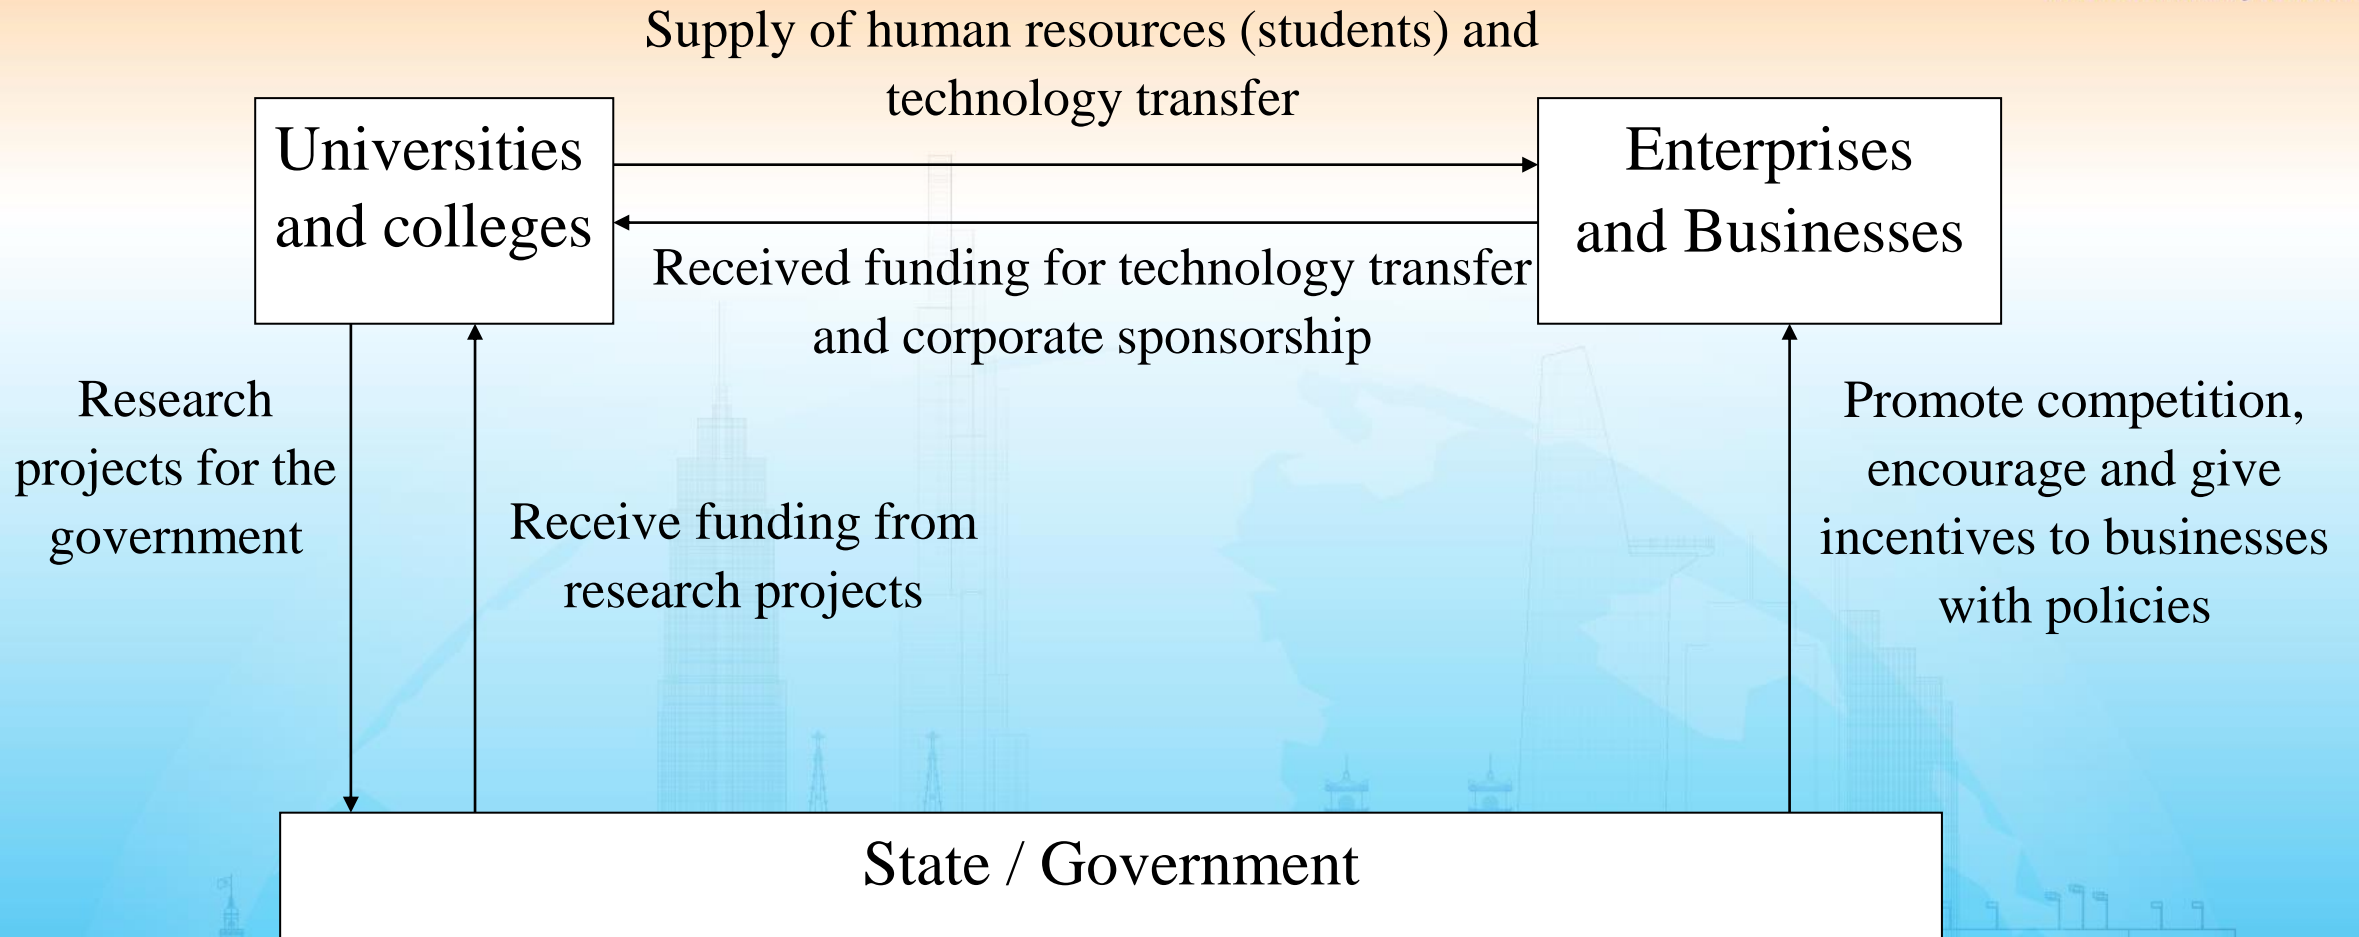 Supply of human resources (students) and
technology transfer
Universities
and colleges
Enterprises
and Businesses
Received funding for technology transfer
and corporate sponsorship
Research
projects for the
government
Receive funding from
research projects
Promote competition,
encourage and give
incentives to businesses
with policies
State / Government